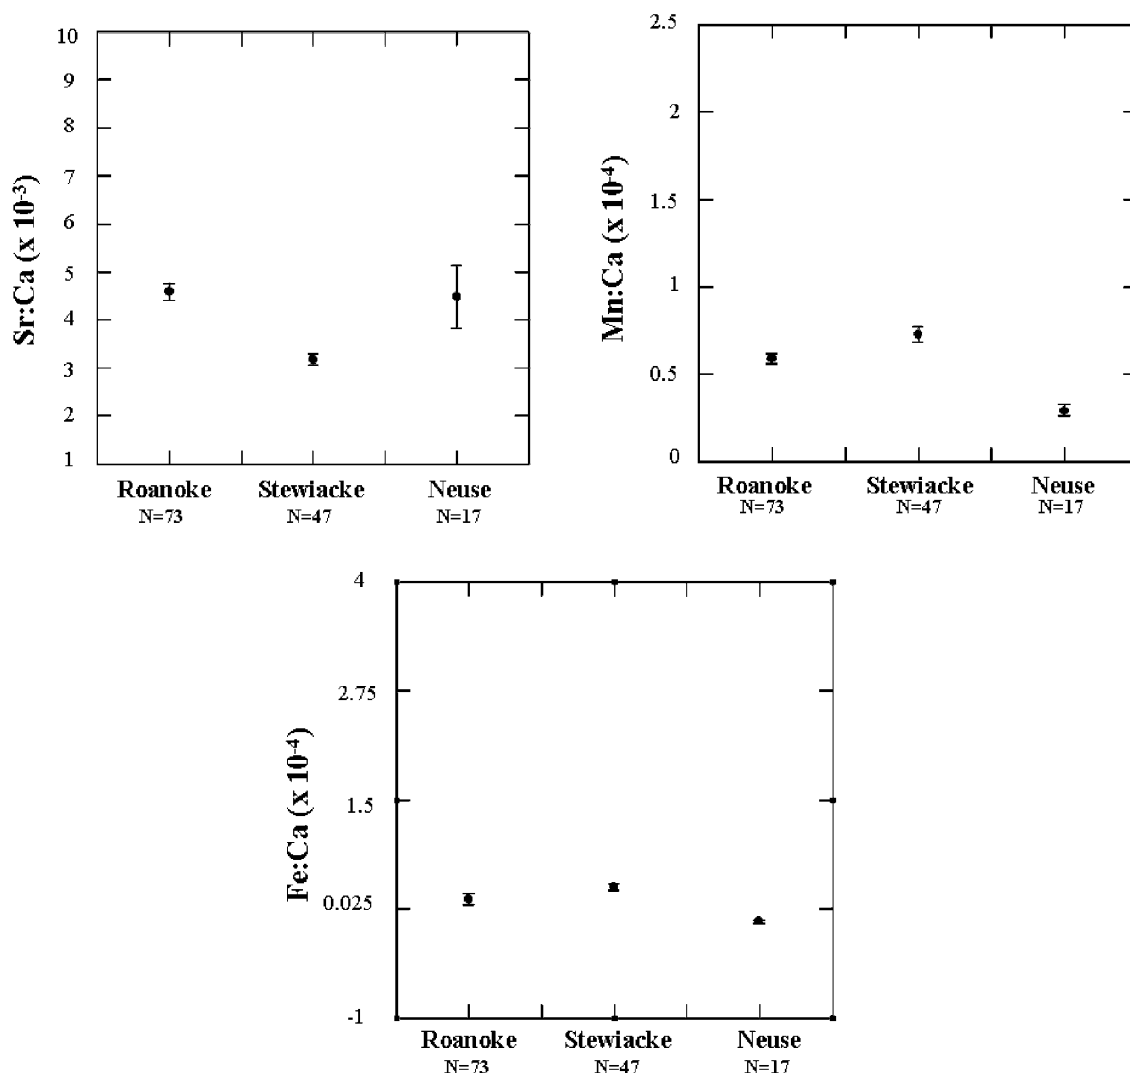 10
9
8
7
6
5
4
3
2
1
Sr:Ca (x 10⁻³)
Roanoke Stewiacke Neuse
N=73 N=47 N=17
2.5
2
1.5
1
0.5
0
Mn:Ca (x 10⁻⁴)
Roanoke Stewiacke Neuse
N=73 N=47 N=17
4
2.75
1.5
0.025
-1
Fe:Ca (x 10⁻⁴)
Roanoke Stewiacke Neuse
N=73 N=47 N=17